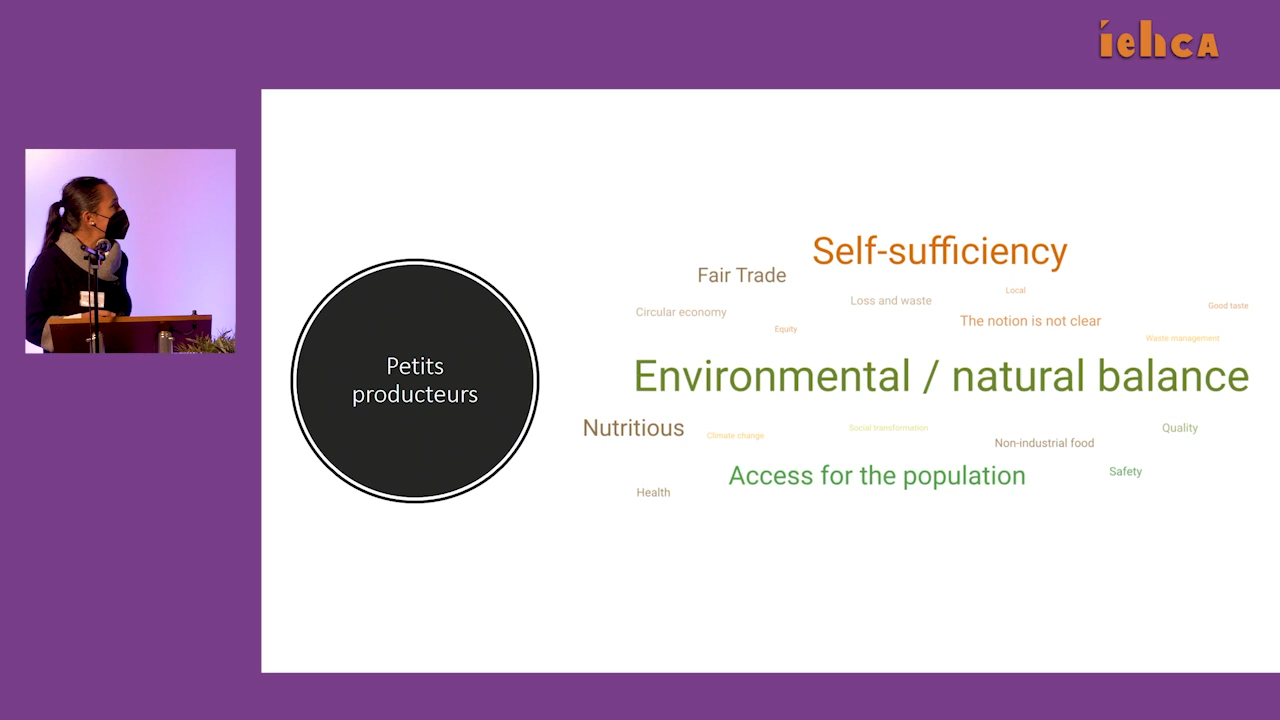 iehcA
Petits
producteurs
Self-sufficiency
Fair Trade
Local
Loss and waste
Good taste
Circular economy
The notion is not clear
Equity
Waste management
Environmental / natural balance
Nutritious
Climate change
Social transformation
Quality
Non-industrial food
Access for the population
Safety
Health